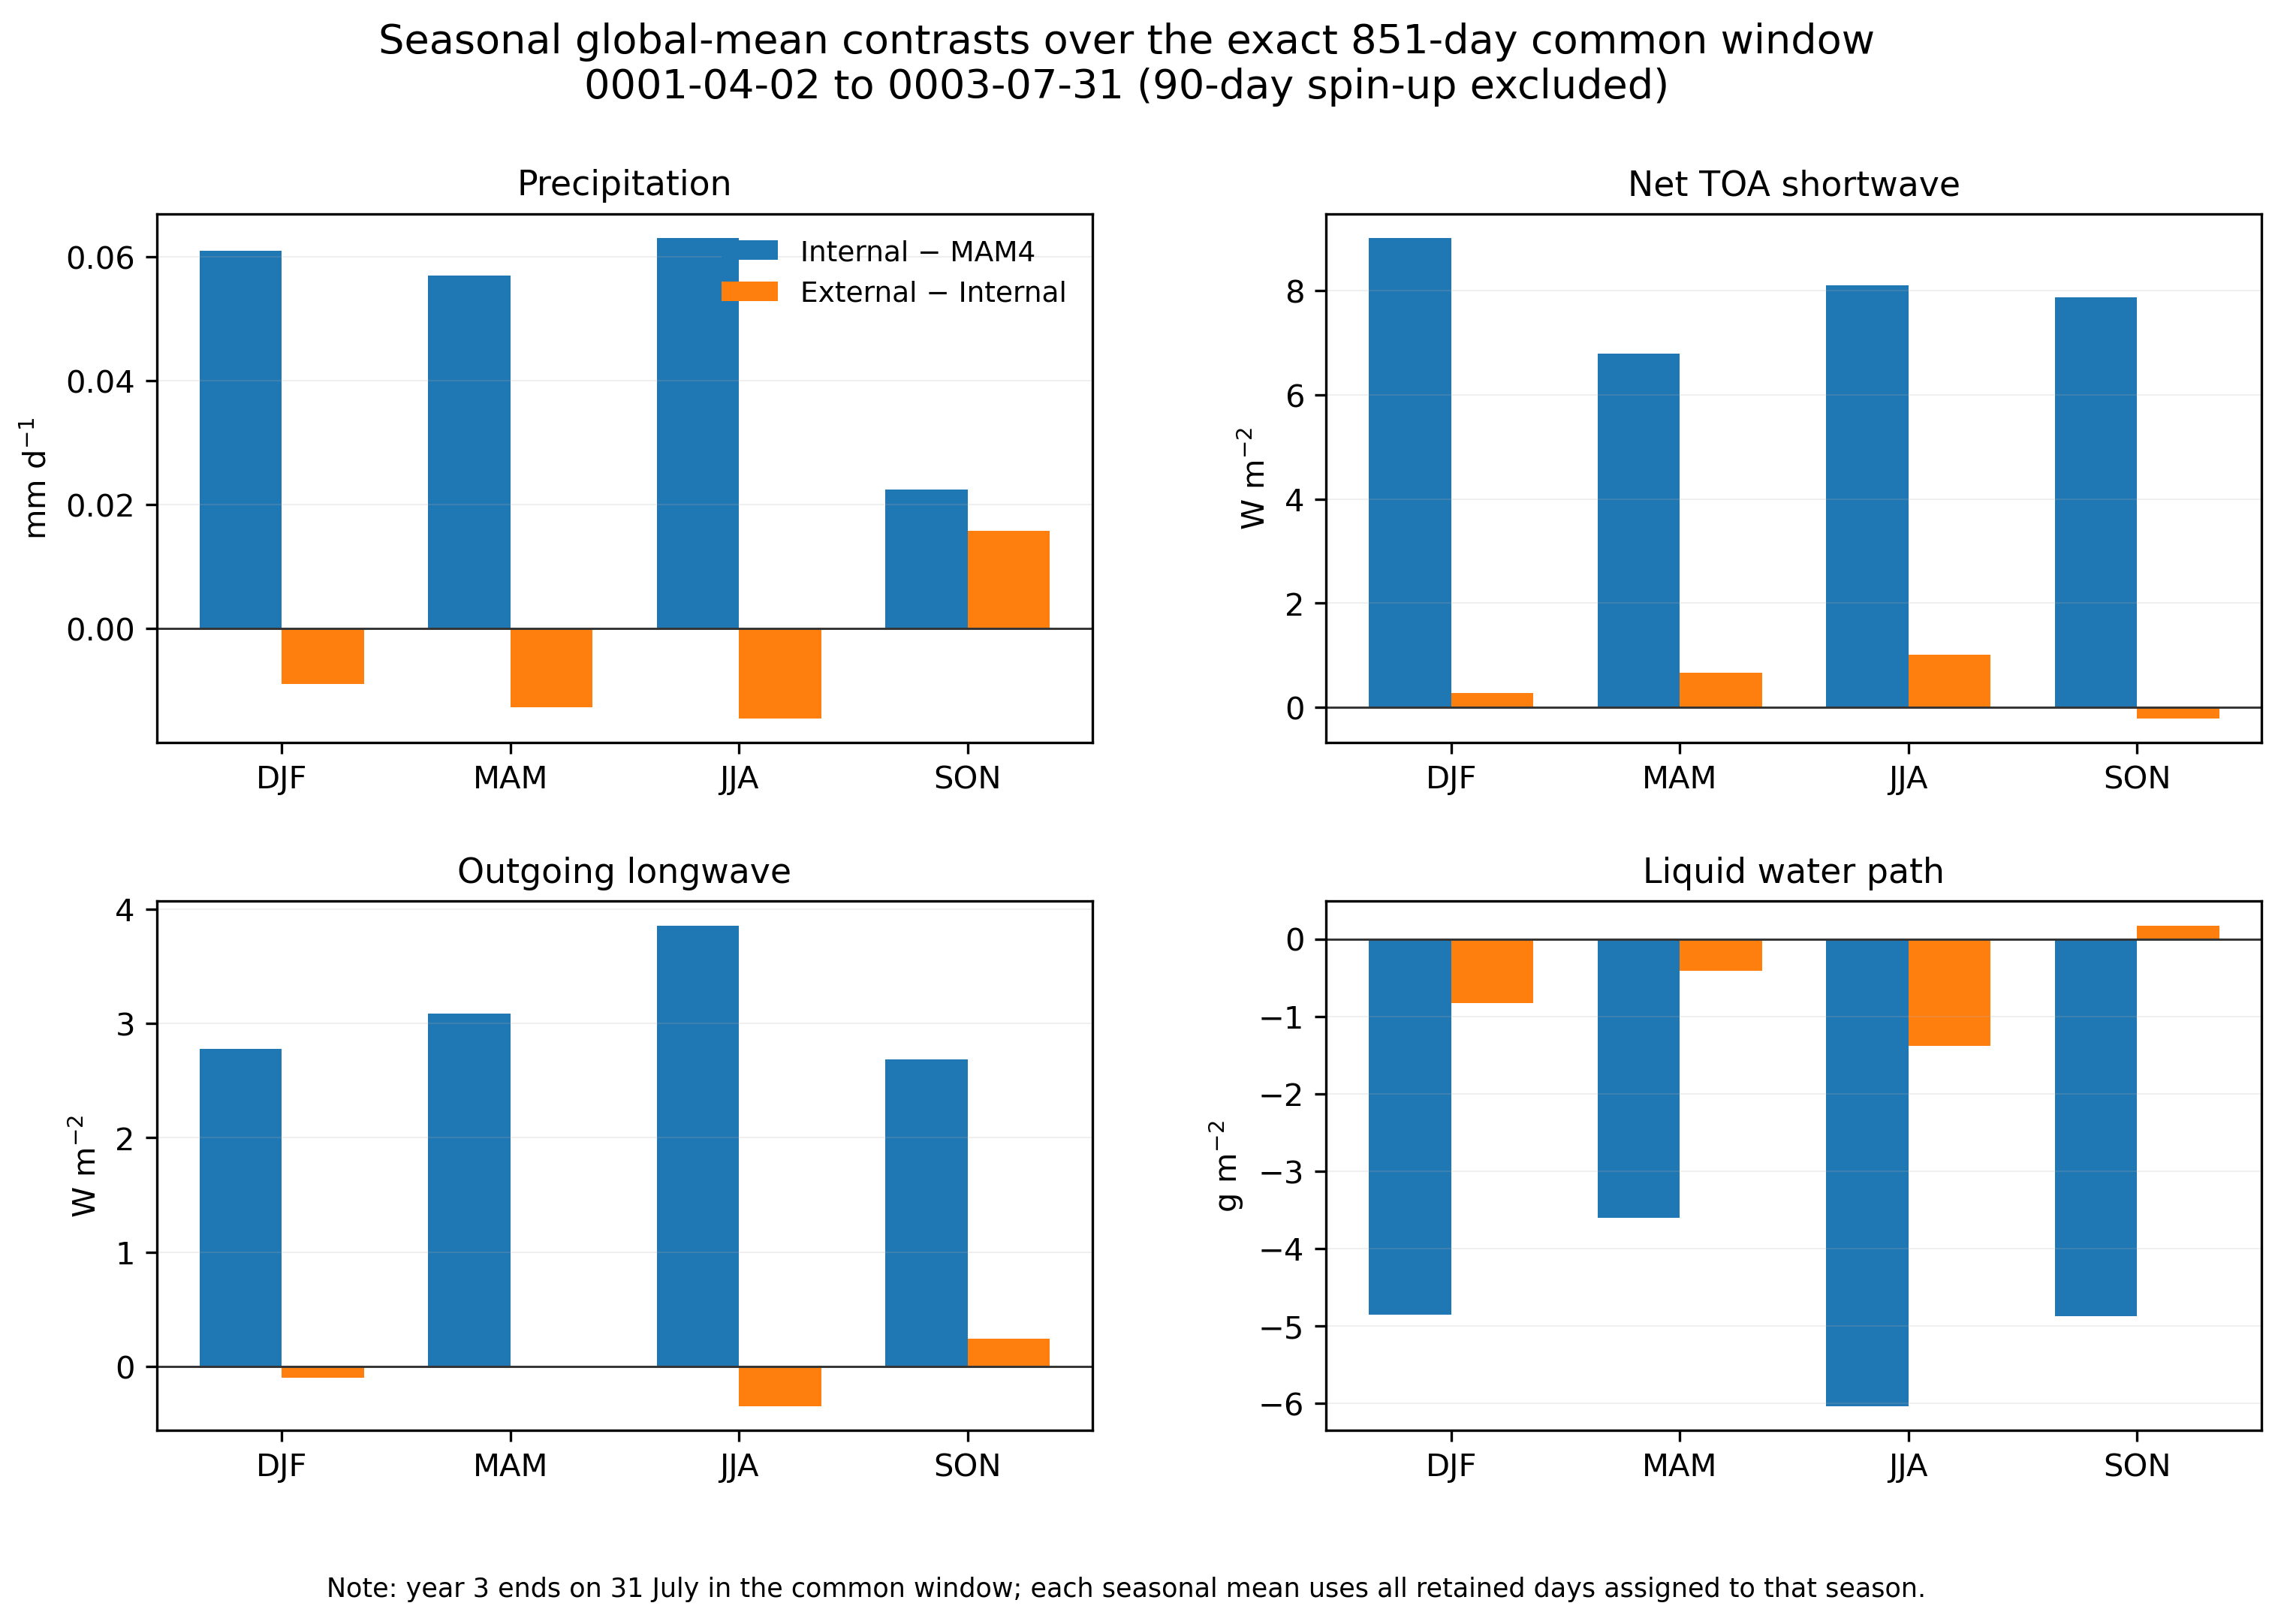 Seasonal global-mean contrasts over the exact 851-day common window
0001-04-02 to 0003-07-31 (90-day spin-up excluded)
Precipitation
mm d⁻¹
0.06
0.04
0.02
0.00
Internal − MAM4
External − Internal
DJF MAM JJA SON
Net TOA shortwave
W m⁻²
8
6
4
2
0
DJF MAM JJA SON
Outgoing longwave
W m⁻²
4
3
2
1
0
DJF MAM JJA SON
Liquid water path
g m⁻²
0
−1
−2
−3
−4
−5
−6
DJF MAM JJA SON
Note: year 3 ends on 31 July in the common window; each seasonal mean uses all retained days assigned to that season.